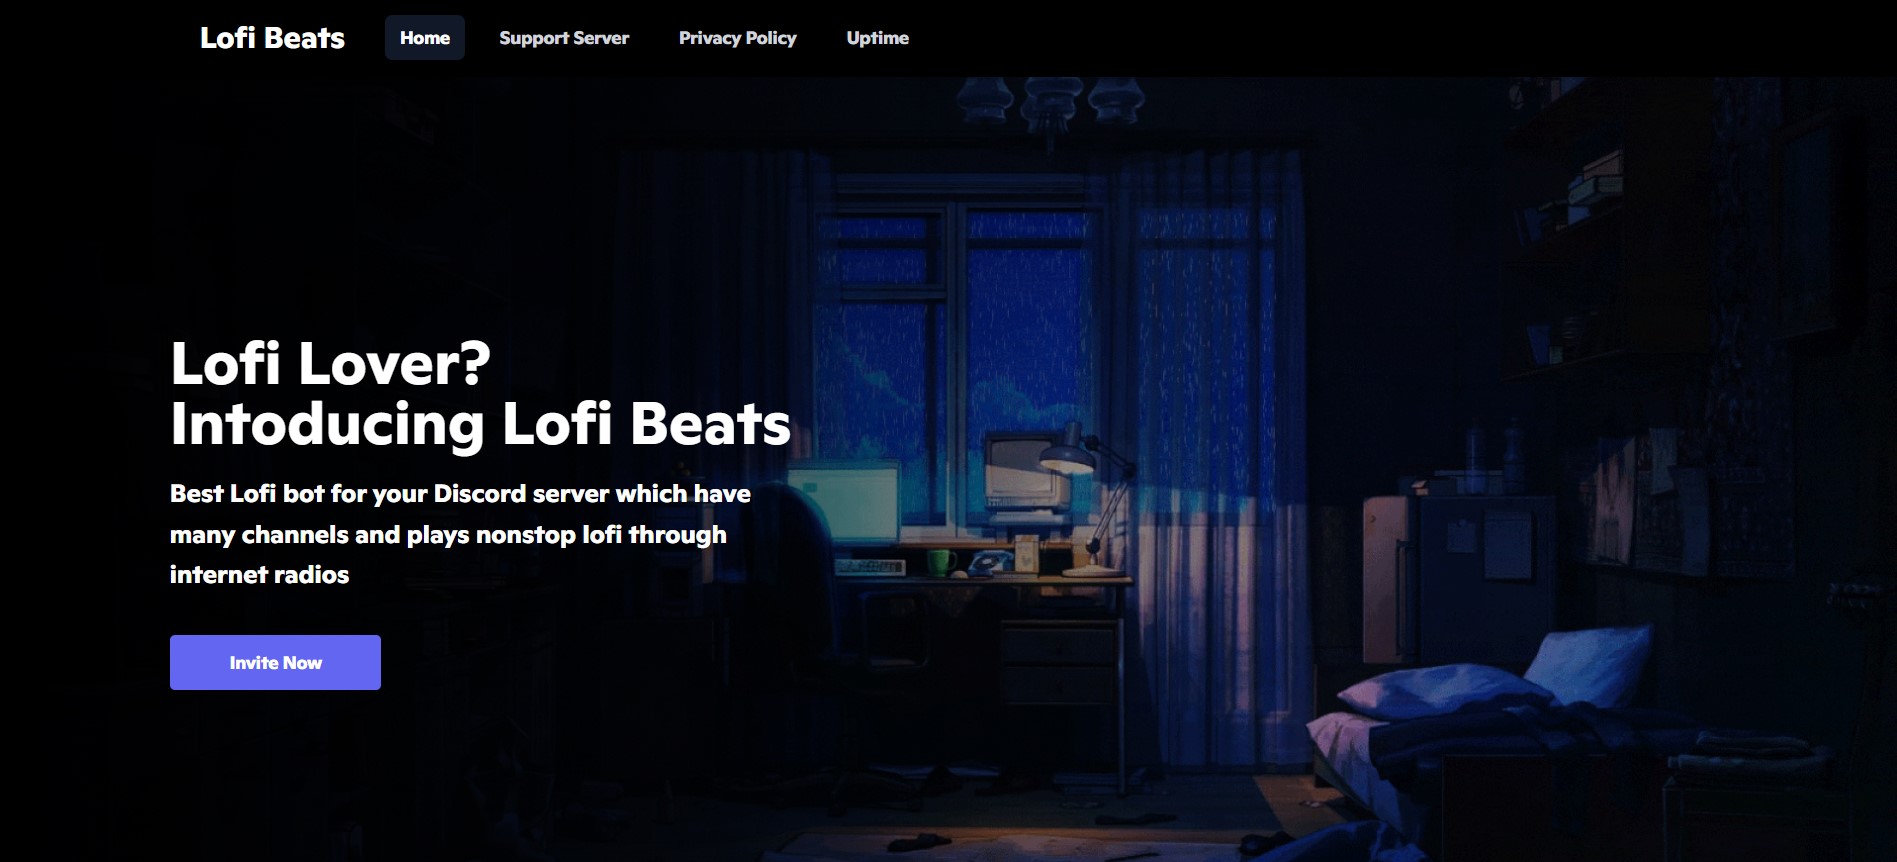 Lofi Beats
Home
Support Server
Privacy Policy
Uptime
Lofi Lover?
Intoducing Lofi Beats
Best Lofi bot for your Discord server which have
many channels and plays nonstop lofi through
internet radios
Invite Now